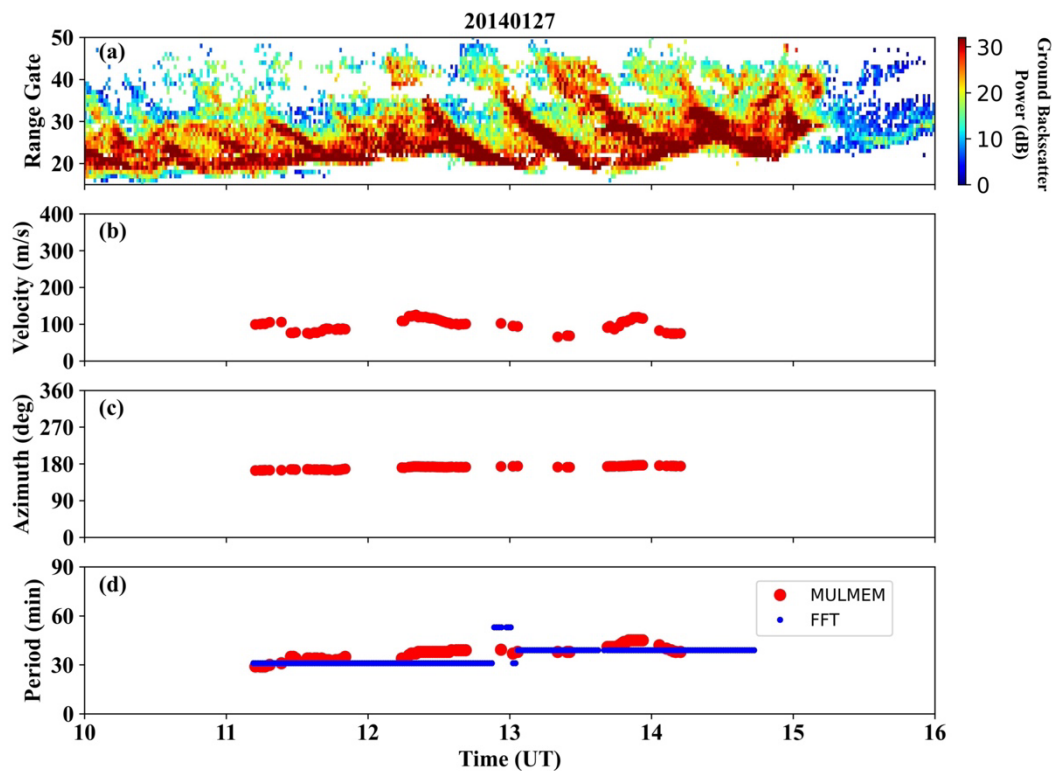 20140127
(a)
Range Gate
50
40
30
20
30
20
10
0
Ground Backscatter
Power (dB)
(b)
Velocity (m/s)
400
300
200
100
0
(c)
Azimuth (deg)
360
270
180
90
0
(d)
Period (min)
90
60
30
0
MULMEM
FFT
10 11 12 13 14 15 16
Time (UT)